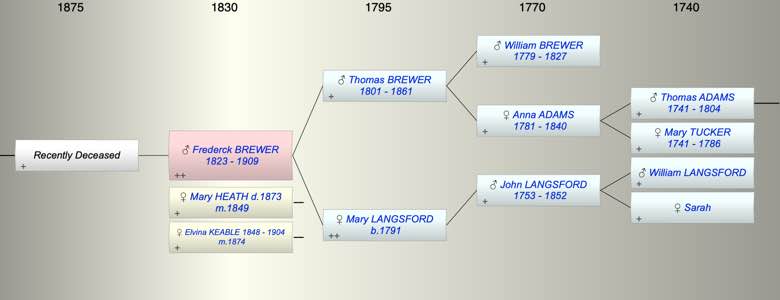 1875
1830
1795
1770
1740
Recently Deceased
+
♂ Frederck BREWER
1823 - 1909
++
♀ Mary HEATH d.1873
m.1849
+
♀ Elvina KEABLE 1848 - 1904
m.1874
+
♂ Thomas BREWER
1801 - 1861
+
♀ Mary LANGSFORD
b.1791
++
♂ William BREWER
1779 - 1827
+
♀ Anna ADAMS
1781 - 1840
+
♂ John LANGSFORD
1753 - 1852
+
♂ Thomas ADAMS
1741 - 1804
+
♀ Mary TUCKER
1741 - 1786
+
♂ William LANGSFORD
+
♀ Sarah
+